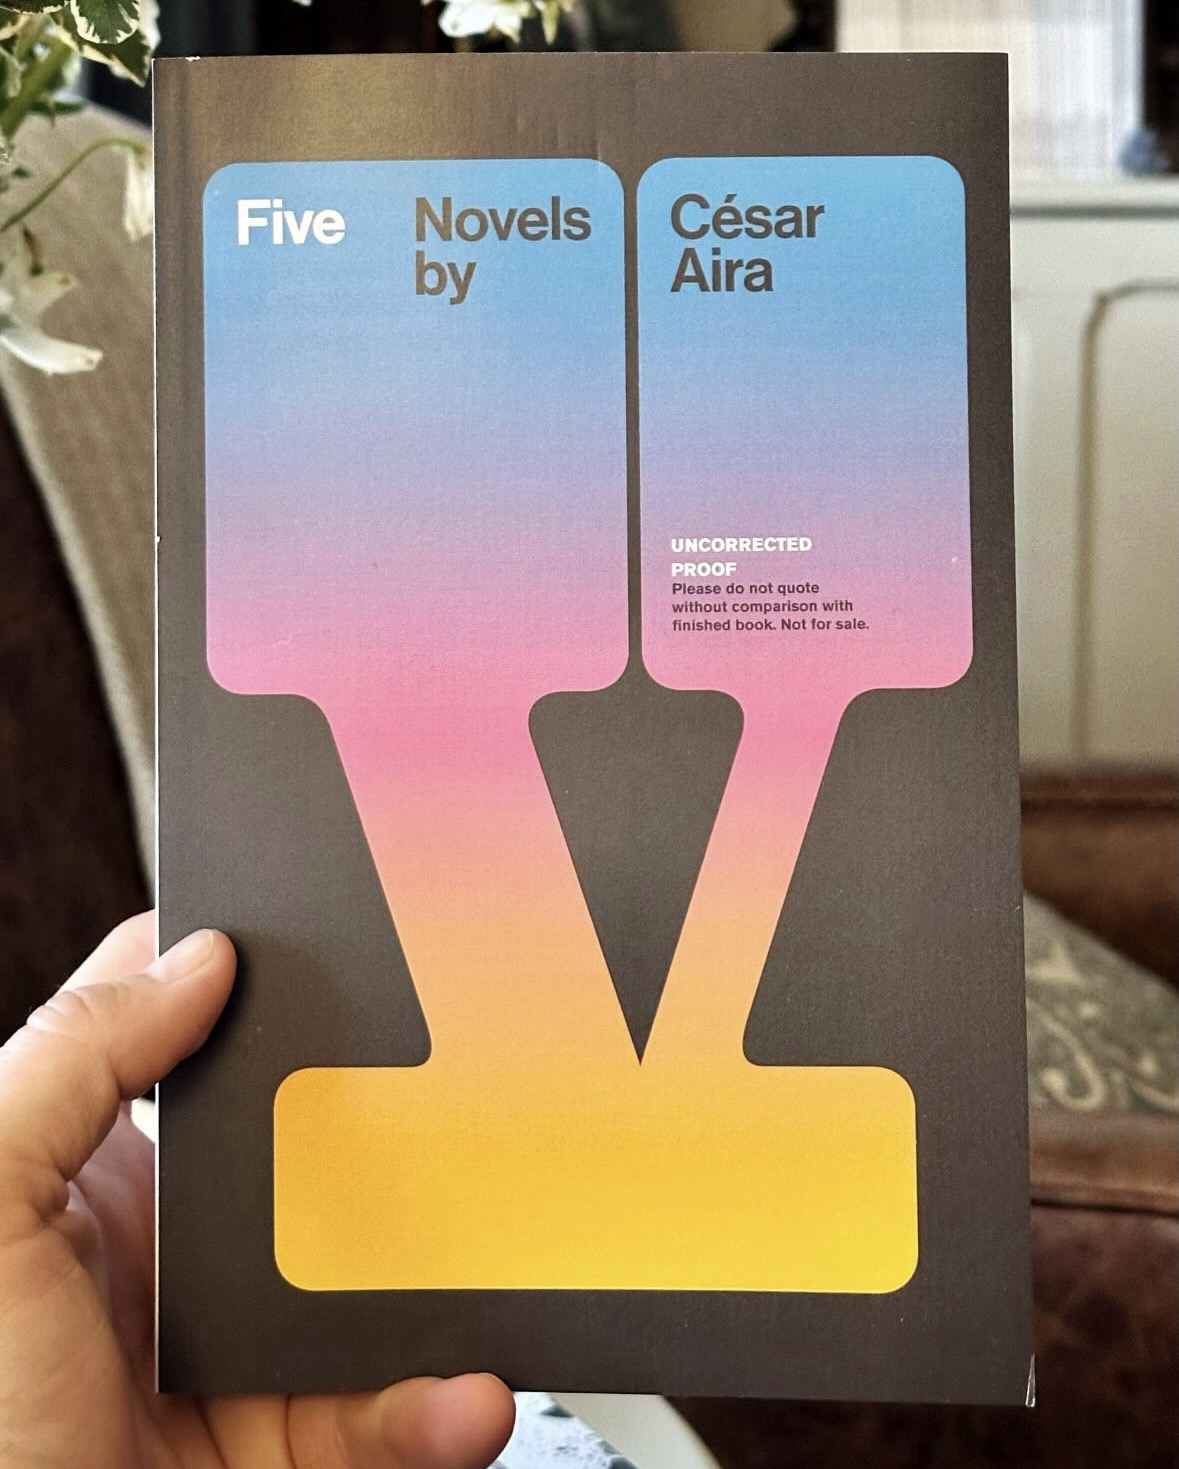 Five Novels
by
César
Aira
UNCORRECTED
PROOF
Please do not quote
without comparison with
finished book. Not for sale.